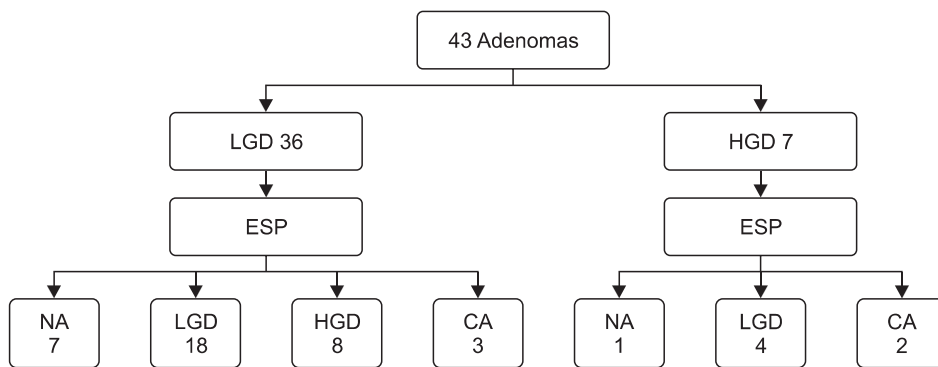 43 Adenomas
LGD 36
HGD 7
ESP
ESP
NA
7
LGD
18
HGD
8
CA
3
NA
1
LGD
4
CA
2